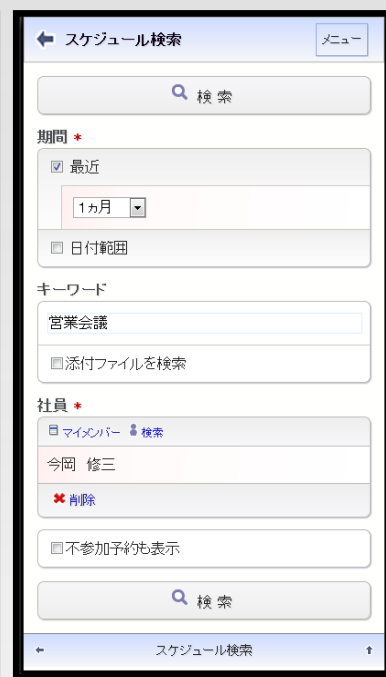 スケジュール検索 メニュー
検 索
期間 *
最近
1ヵ月
日付範囲
キーワード
営業会議
添付ファイルを検索
社員 *
マイメンバー 検索
今岡 修三
削除
不参加予約も表示
検 索
スケジュール検索